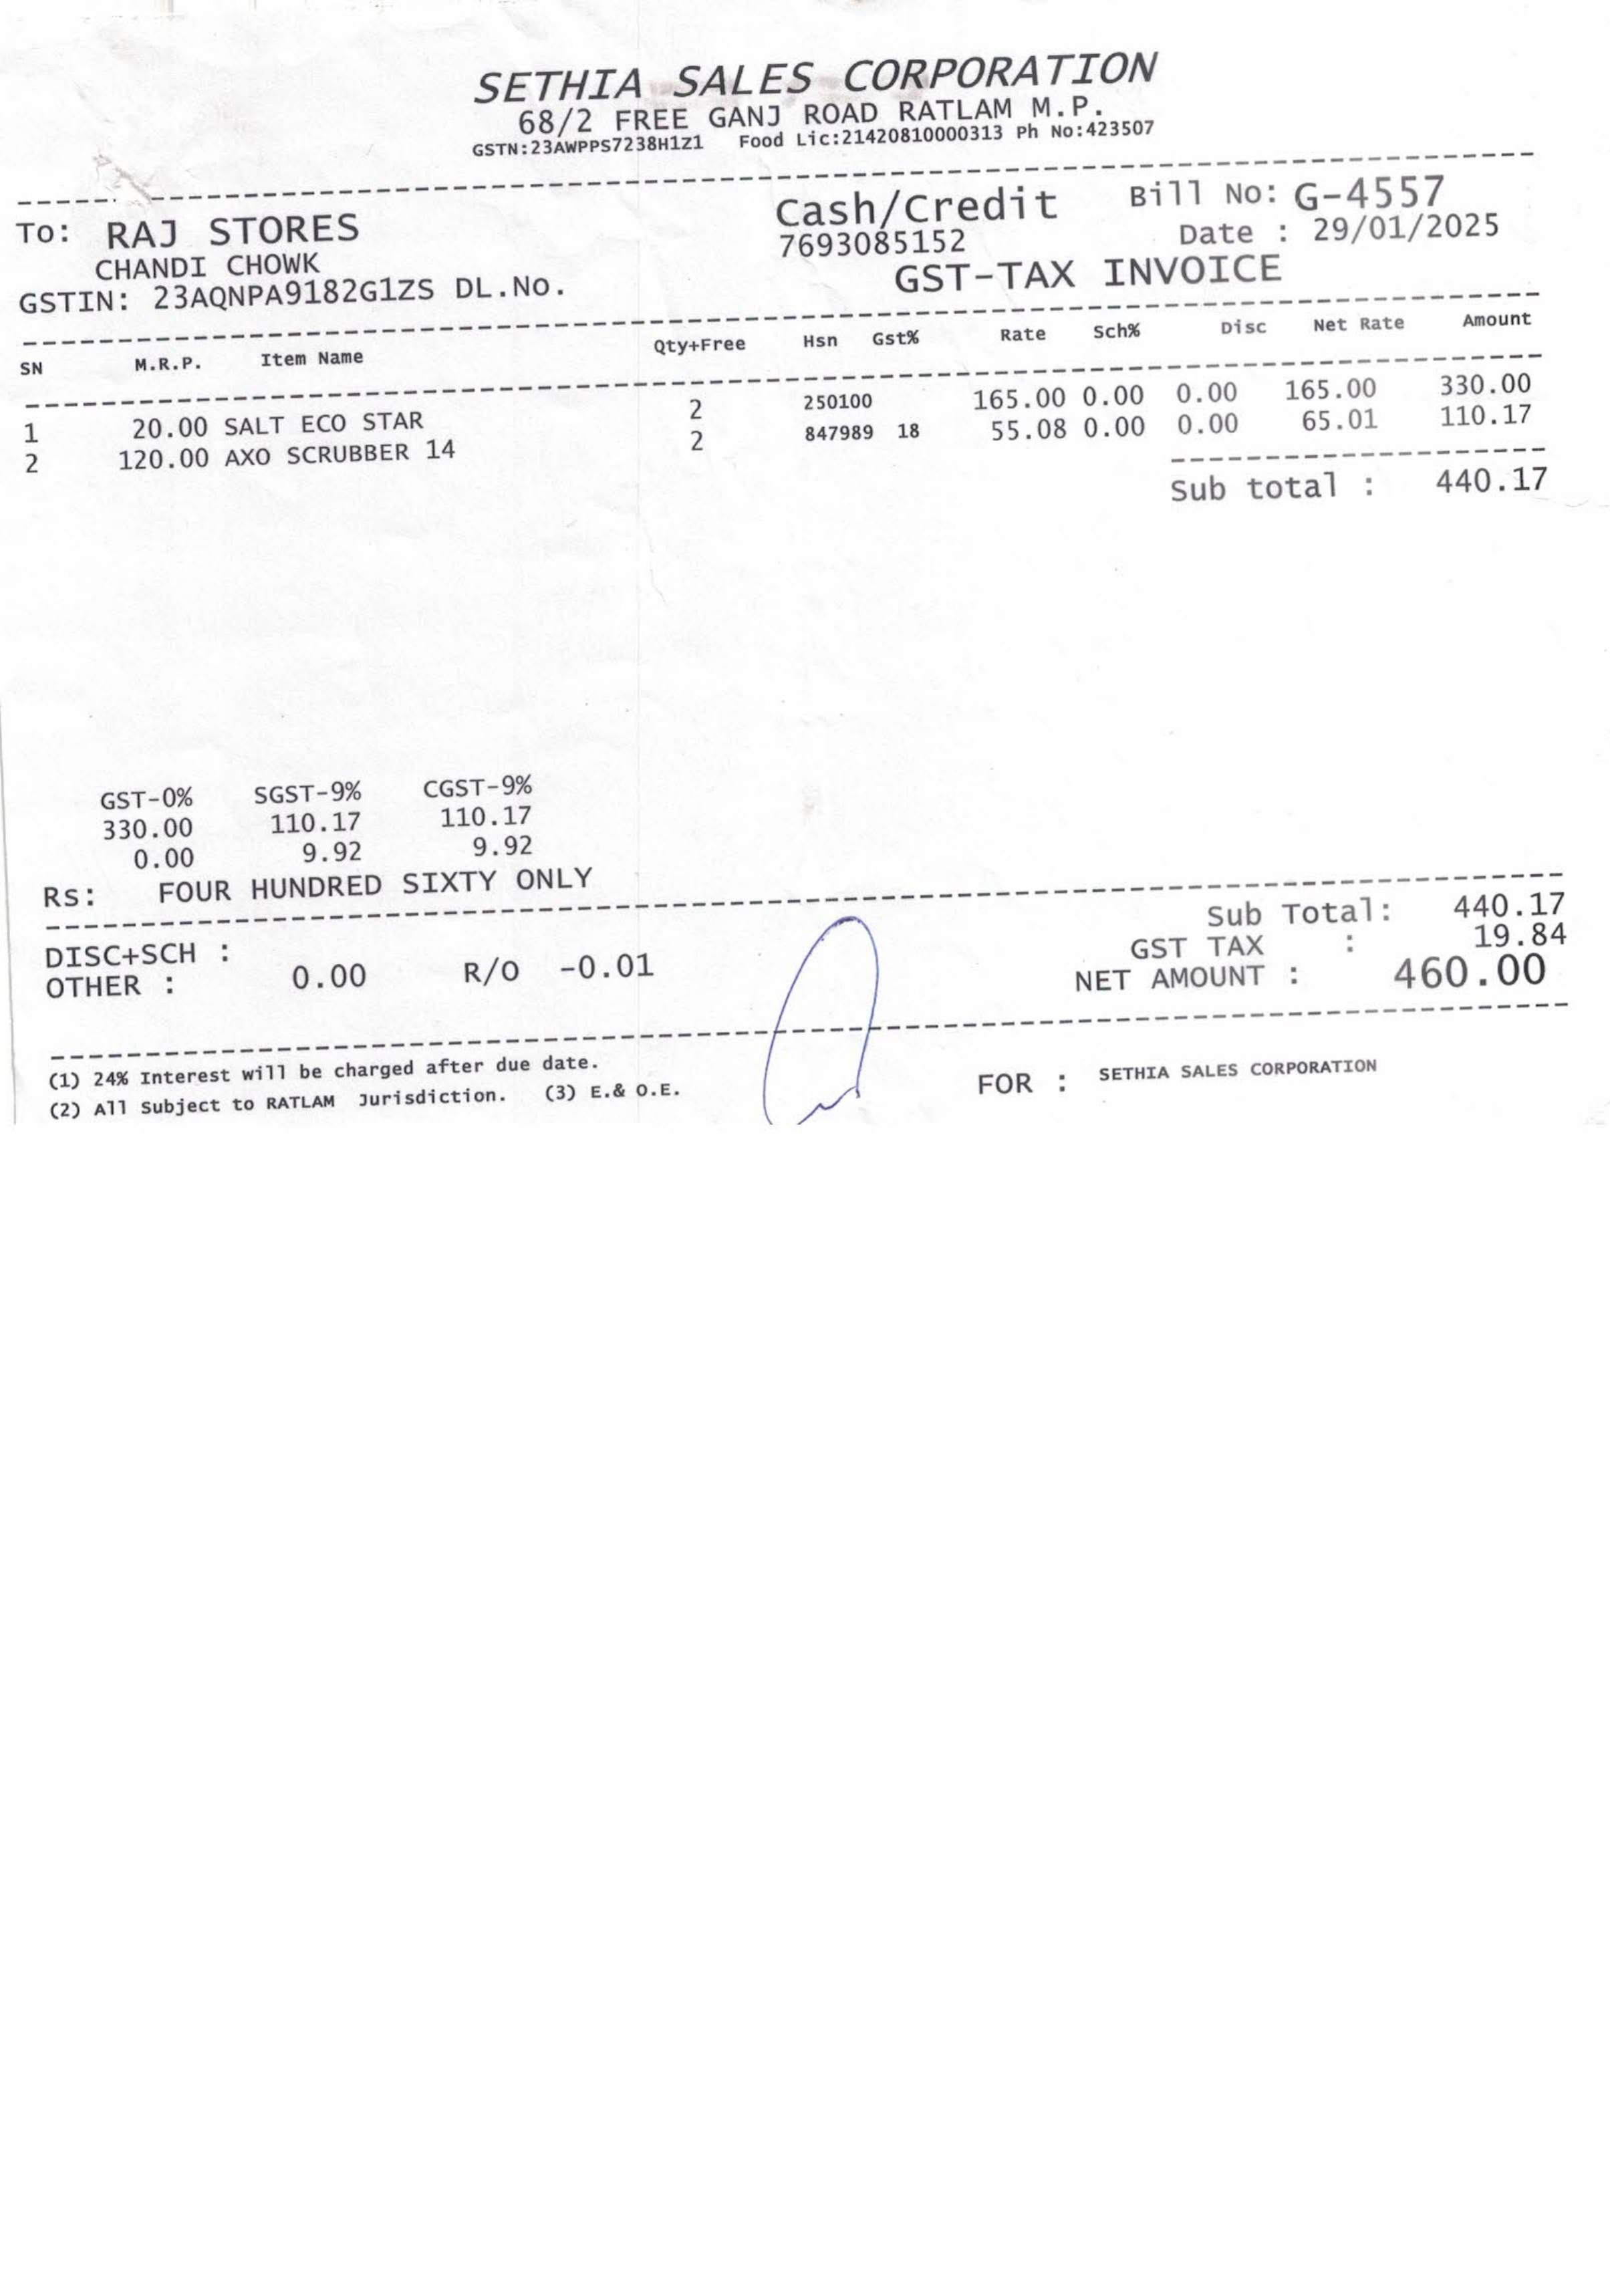 SETHIA SALES CORPORATION
68/2 FREE GANJ ROAD RATLAM M.P.
GSTN:23AWPPS7238H1Z1 Food Lic:21420810000313 Ph No:423507
To: RAJ STORES Cash/Credit Bill No: G-4557
CHANDI CHOWK 7693085152 Date : 29/01/2025
GSTIN: 23AQNPA9182G1ZS DL.No. GST-TAX INVOICE
SN M.R.P. Item Name Qty+Free Hsn Gst% Rate Sch% Disc Net Rate Amount
1 20.00 SALT ECO STAR 2 250100 165.00 0.00 0.00 165.00 330.00
2 120.00 AXO SCRUBBER 14 2 847989 18 55.08 0.00 0.00 65.01 110.17
Sub total : 440.17
GST-0% SGST-9% CGST-9%
330.00 110.17 110.17
0.00 9.92 9.92
Rs: FOUR HUNDRED SIXTY ONLY
Sub Total: 440.17
DISC+SCH : GST TAX : 19.84
OTHER : 0.00 R/O -0.01 NET AMOUNT : 460.00
(1) 24% Interest will be charged after due date.
(2) All Subject to RATLAM Jurisdiction. (3) E.& O.E. FOR : SETHIA SALES CORPORATION